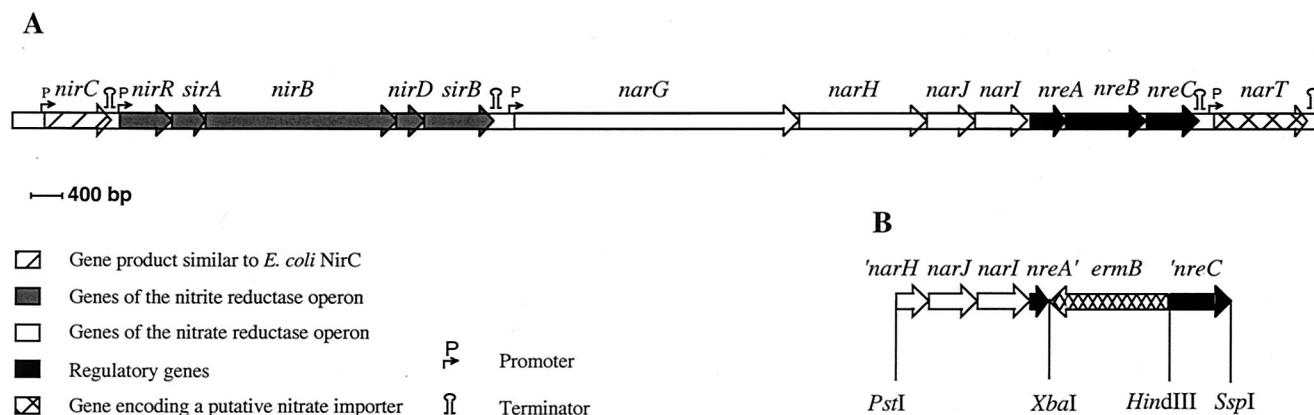 A
P nirC P nirR sirA nirB nirD sirB P narG narH narJ narI nreA nreB nreC P narT
400 bp
B
'narH narJ narI nreA' ermB 'nreC
PstI XbaI HindIII SspI
Gene product similar to E. coli NirC
Genes of the nitrite reductase operon
Genes of the nitrate reductase operon
Regulatory genes
Gene encoding a putative nitrate importer
P Promoter
Terminator